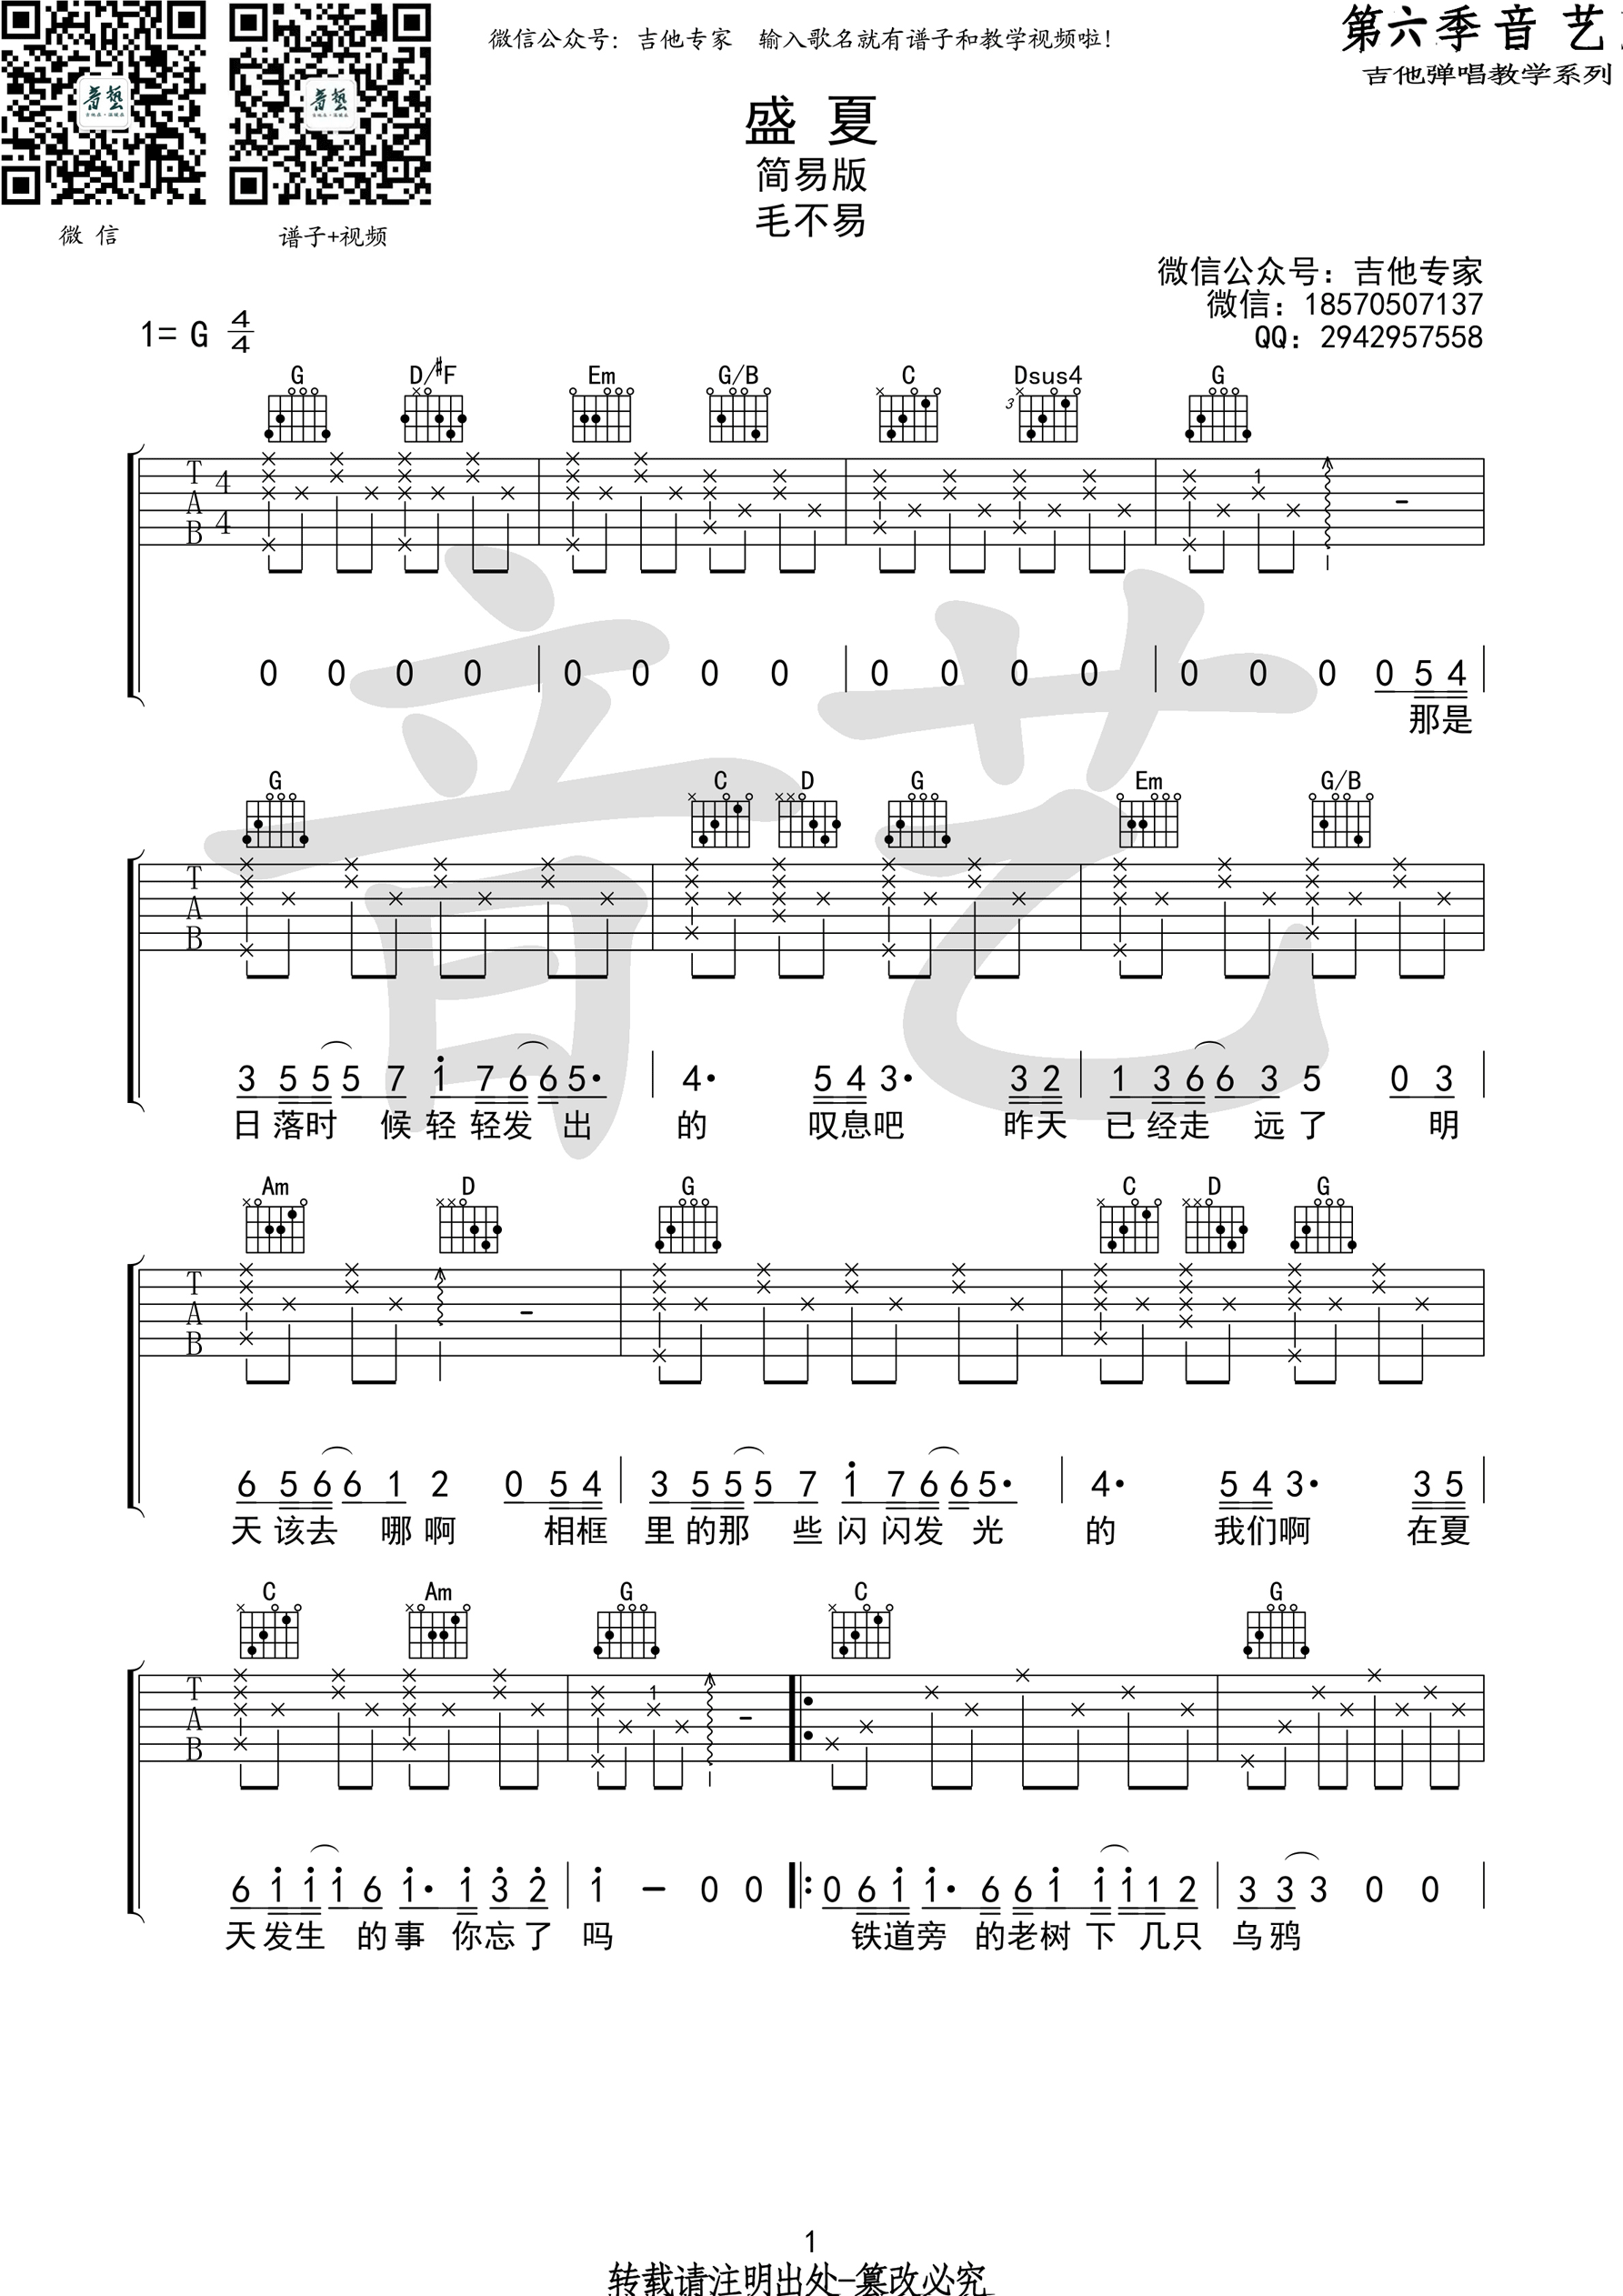 微信公众号：吉他专家　输入歌名就有谱子和教学视频啦！
第六季音 艺
吉他弹唱教学系列
音藝
音藝
微 信
谱子+视频
盛 夏
简易版
毛不易
微信公众号：吉他专家
微信：18570507137
QQ：2942957558
1= G 4/4
G D/#F Em G/B C Dsus4 G
3
T A B 4 4 1 -
0 0 0 0 | 0 0 0 0 | 0 0 0 0 | 0 0 0 0 5 4 |
那是
G C D G Em G/B
T A B
3 5 5 5 7 i 7 6 6 5· | 4· 5 4 3· 3 2 | 1 3 6 6 3 5 0 3 |
日落时 候轻轻发 出 的 叹息吧 昨天 已经走 远了 明
Am D G C D G
T A B -
6 5 6 6 1 2 0 5 4 | 3 5 5 5 7 i 7 6 6 5· | 4· 5 4 3· 3 5 |
天该去 哪啊 相框 里的那 些闪闪发 光 的 我们啊 在夏
C Am G C G
T A B 1 -
6 i i i 6 i· i 3 2 | i - 0 0 |: 0 6 i i· 6 6 i i i 1 2 | 3 3 3 0 0 |
天发生 的事 你忘了 吗 铁道旁 的老树 下 几只 乌鸦
音艺
1
转载请注明出处-篡改必究